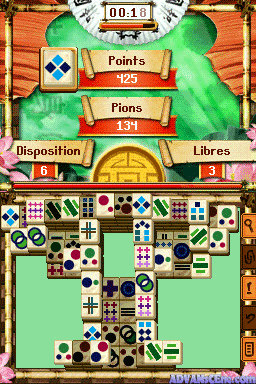 00:18
Points
425
Pions
134
Disposition
Libres
6
3
ADVANSCENE.com